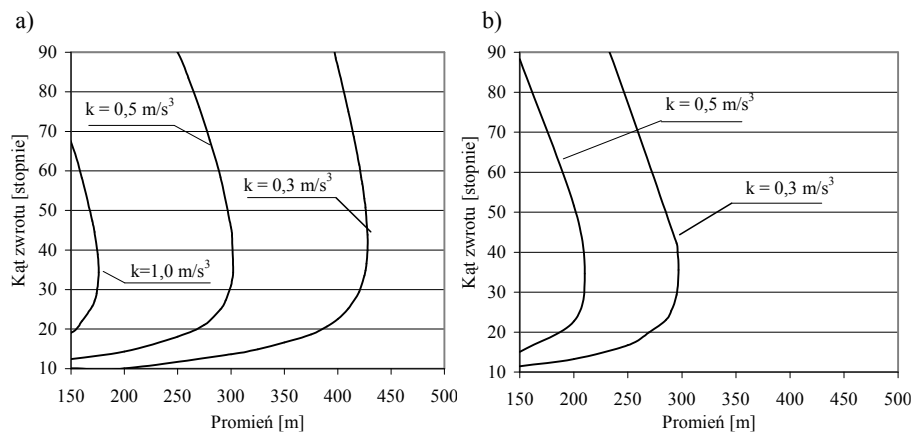 a)
90
80
70
60
50
40
30
20
10
Kąt zwrotu [stopnie]
k = 0,5 m/s³
k = 0,3 m/s³
k=1,0 m/s³
150 200 250 300 350 400 450 500
Promień [m]
b)
90
80
70
60
50
40
30
20
10
Kąt zwrotu [stopnie]
k = 0,5 m/s³
k = 0,3 m/s³
150 200 250 300 350 400 450 500
Promień [m]